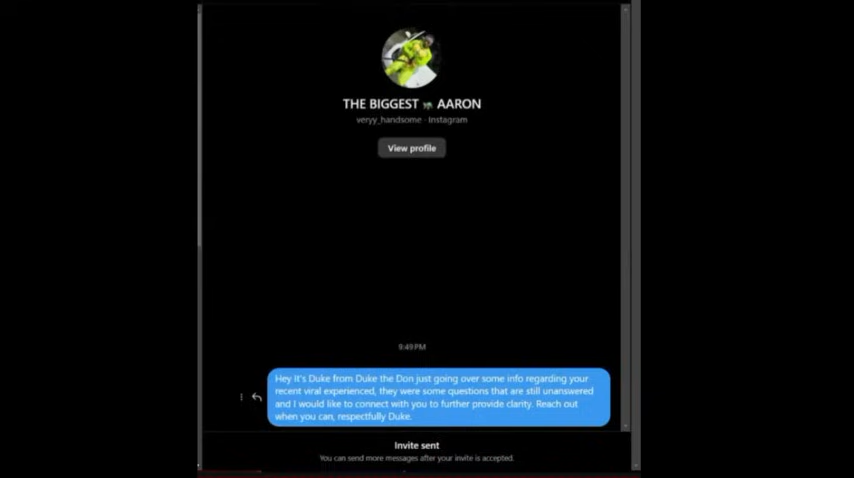 THE BIGGEST 🦟 AARON
veryy_handsome · Instagram
View profile
9:49 PM
Hey It's Duke from Duke the Don just going over some info regarding your
recent viral experienced, they were some questions that are still unanswered
and I would like to connect with you to further provide clarity. Reach out
when you can, respectfully Duke.
Invite sent
You can send more messages after your invite is accepted.